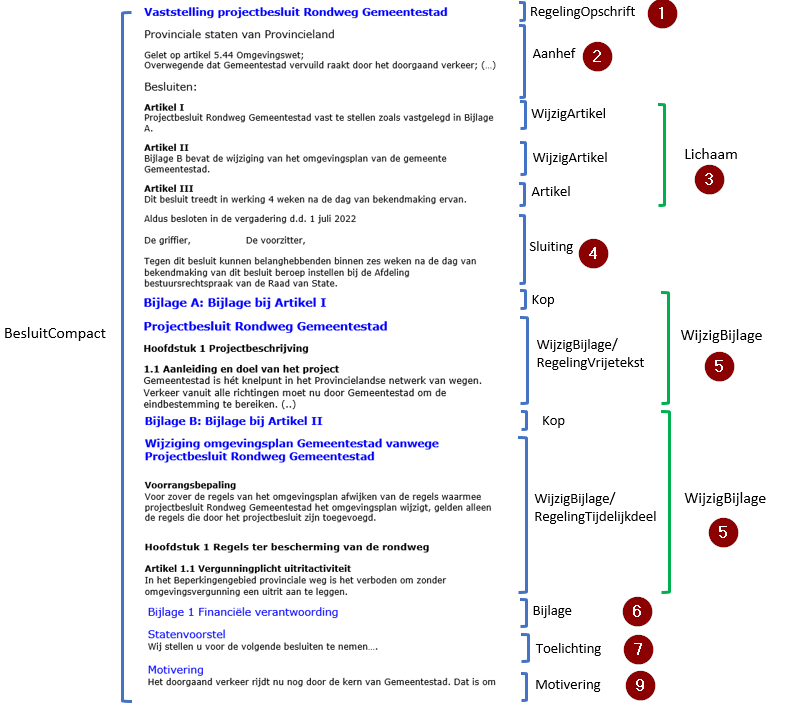 Vaststelling projectbesluit Rondweg Gemeentestad
RegelingOpschrift
1
Provinciale staten van Provincieland
Gelet op artikel 5.44 Omgevingswet;
Overwegende dat Gemeentestad vervuild raakt door het doorgaand verkeer; (...)
Aanhef
2
Besluiten:
Artikel I
Projectbesluit Rondweg Gemeentestad vast te stellen zoals vastgelegd in Bijlage
A.
WijzigArtikel
Artikel II
Bijlage B bevat de wijziging van het omgevingsplan van de gemeente
Gemeentestad.
WijzigArtikel
Lichaam
3
Artikel III
Dit besluit treedt in werking 4 weken na de dag van bekendmaking ervan.
Artikel
Aldus besloten in de vergadering d.d. 1 juli 2022
De griffier, De voorzitter,
Sluiting
4
Tegen dit besluit kunnen belanghebbenden binnen zes weken na de dag van
bekendmaking van dit besluit beroep instellen bij de Afdeling
bestuursrechtspraak van de Raad van State.
Bijlage A: Bijlage bij Artikel I
Kop
BesluitCompact
Projectbesluit Rondweg Gemeentestad
Hoofdstuk 1 Projectbeschrijving
WijzigBijlage/
RegelingVrijetekst
WijzigBijlage
5
1.1 Aanleiding en doel van het project
Gemeentestad is hét knelpunt in het Provincielandse netwerk van wegen.
Verkeer vanuit alle richtingen moet nu door Gemeentestad om de
eindbestemming te bereiken. (..)
Bijlage B: Bijlage bij Artikel II
Kop
Wijziging omgevingsplan Gemeentestad vanwege
Projectbesluit Rondweg Gemeentestad
Voorrangsbepaling
Voor zover de regels van het omgevingsplan afwijken van de regels waarmee
projectbesluit Rondweg Gemeentestad het omgevingsplan wijzigt, gelden alleen
de regels die door het projectbesluit zijn toegevoegd.
WijzigBijlage/
RegelingTijdelijkdeel
WijzigBijlage
5
Hoofdstuk 1 Regels ter bescherming van de rondweg
Artikel 1.1 Vergunningplicht uitritactiviteit
In het Beperkingengebied provinciale weg is het verboden om zonder
omgevingsvergunning een uitrit aan te leggen.
Bijlage 1 Financiële verantwoording
Bijlage
6
Statenvoorstel
Wij stellen u voor de volgende besluiten te nemen….
Toelichting
7
Motivering
Het doorgaand verkeer rijdt nu nog door de kern van Gemeentestad. Dat is om
Motivering
9